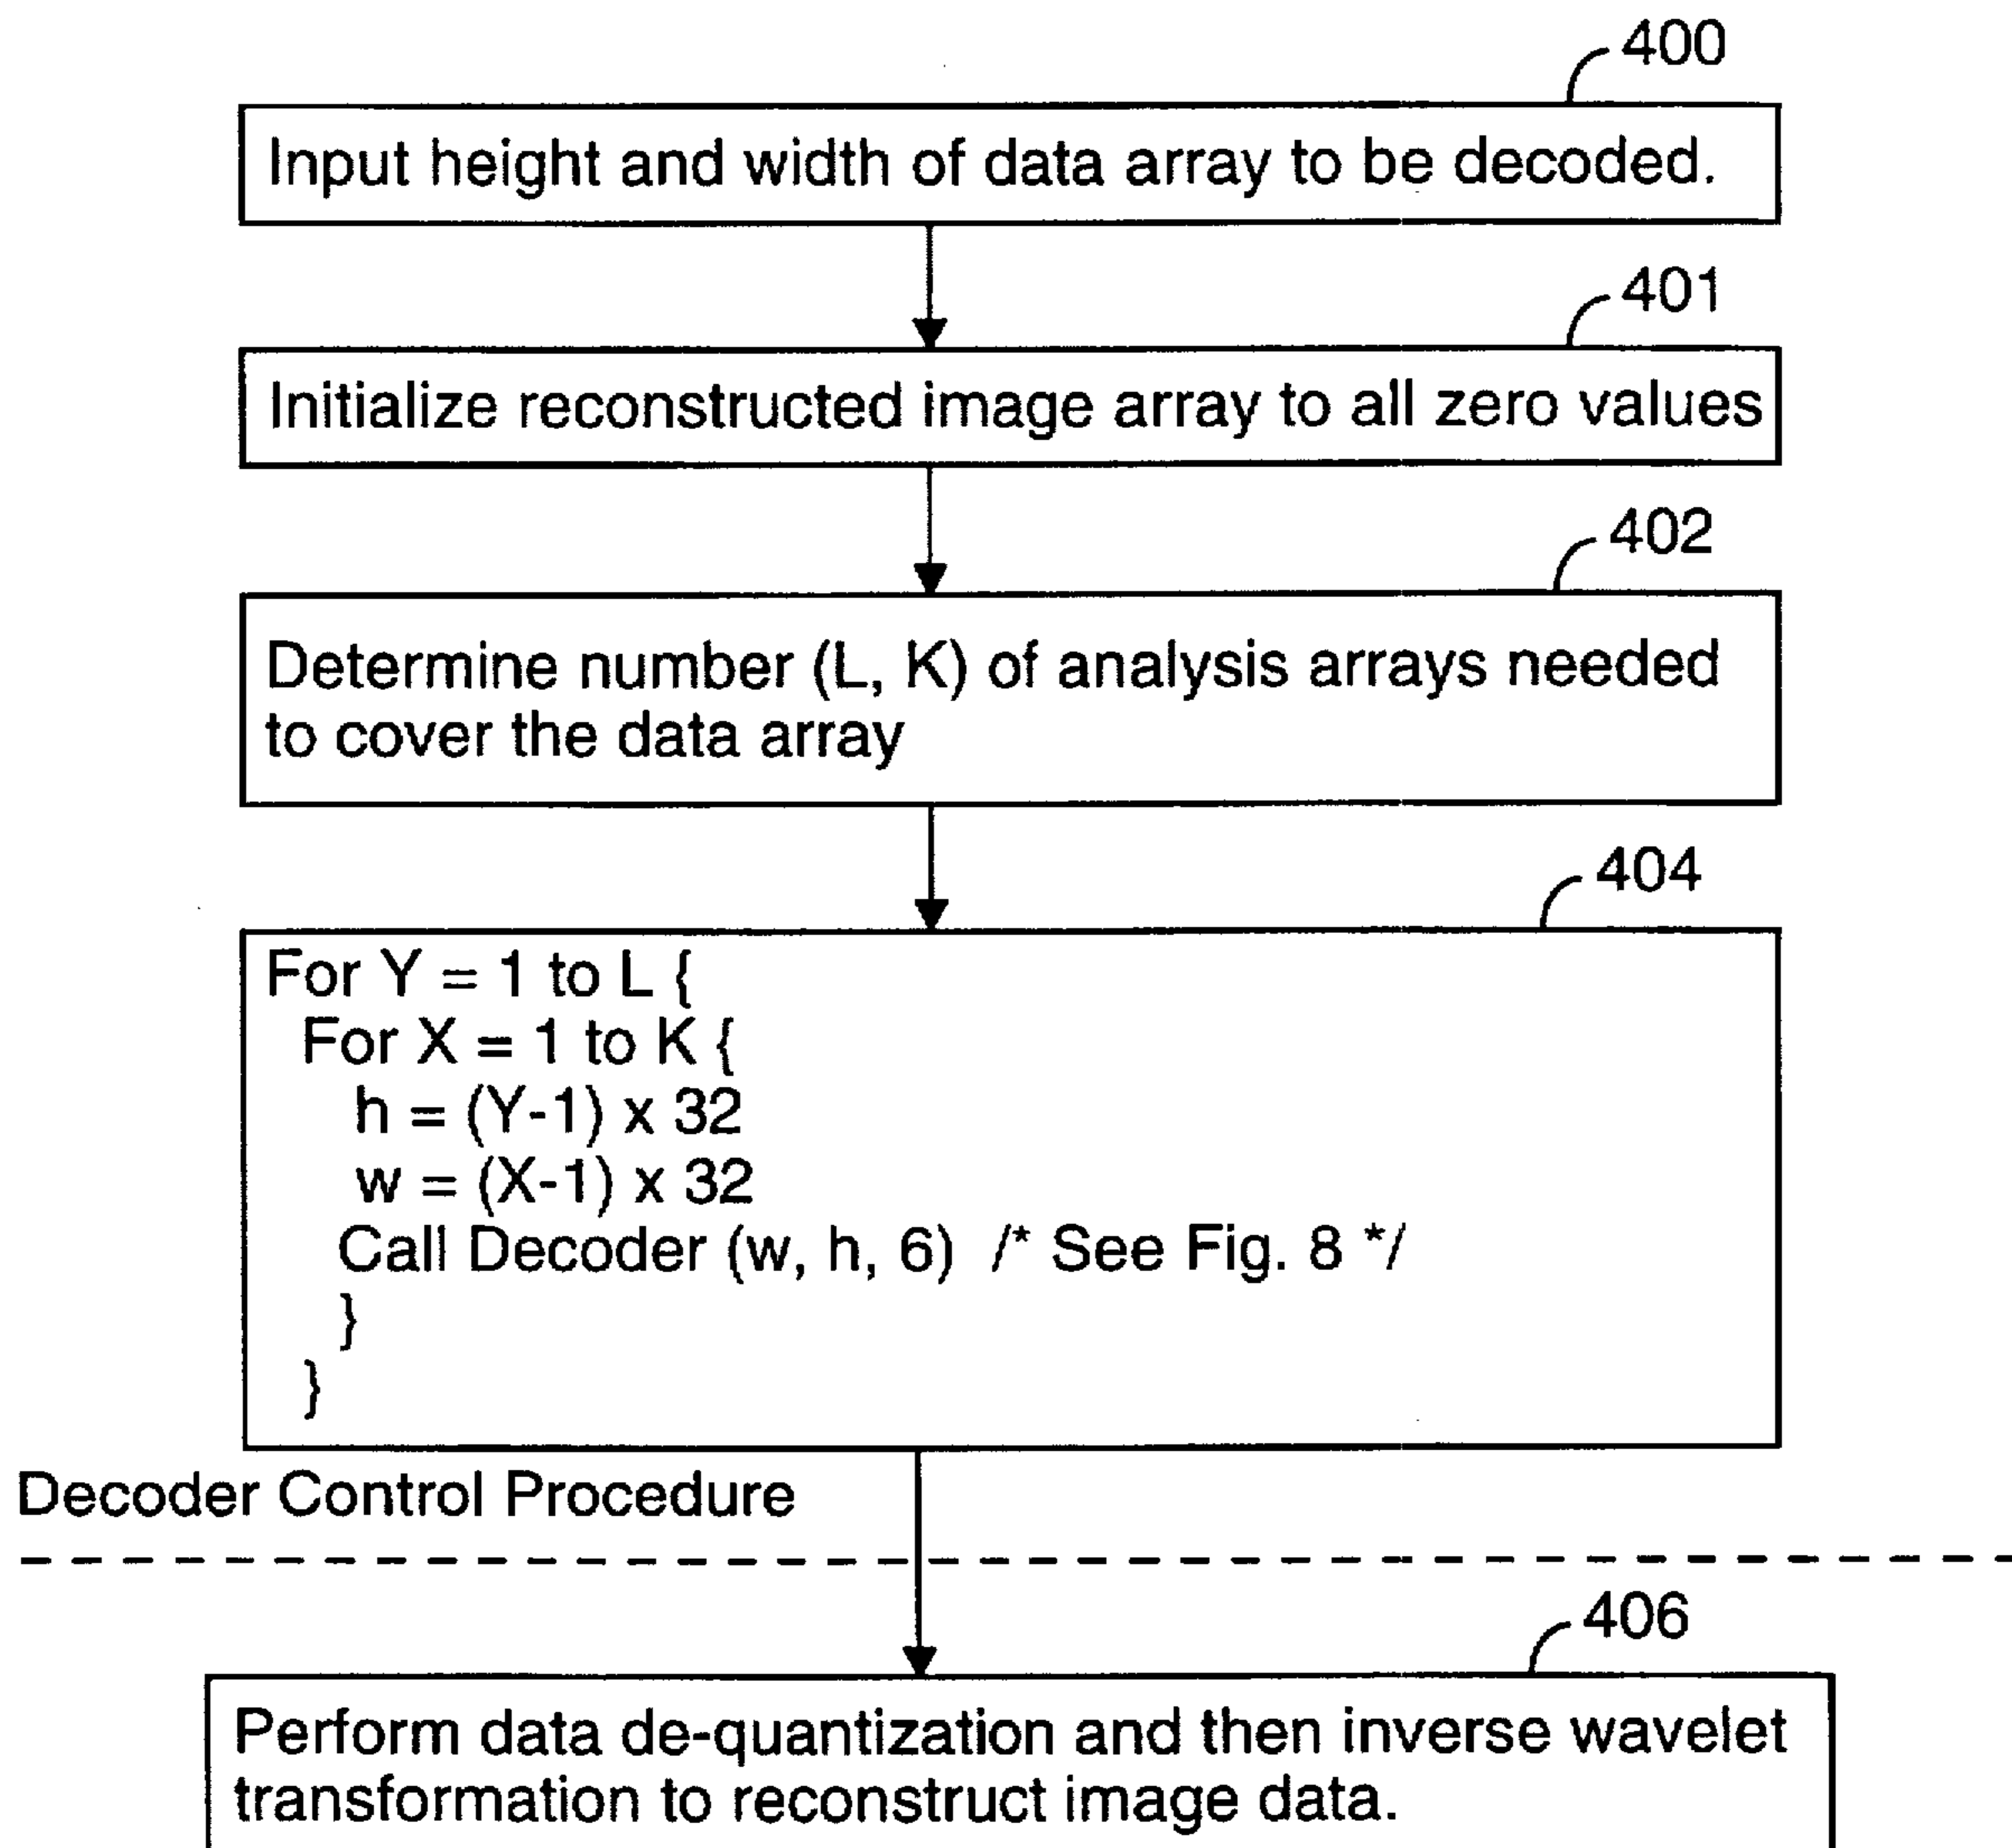 400
Input height and width of data array to be decoded.
401
Initialize reconstructed image array to all zero values
402
Determine number (L, K) of analysis arrays needed
to cover the data array
404
For Y = 1 to L {
For X = 1 to K {
h = (Y-1) x 32
w = (X-1) x 32
Call Decoder (w, h, 6) /* See Fig. 8 */
}
}
Decoder Control Procedure
406
Perform data de-quantization and then inverse wavelet
transformation to reconstruct image data.